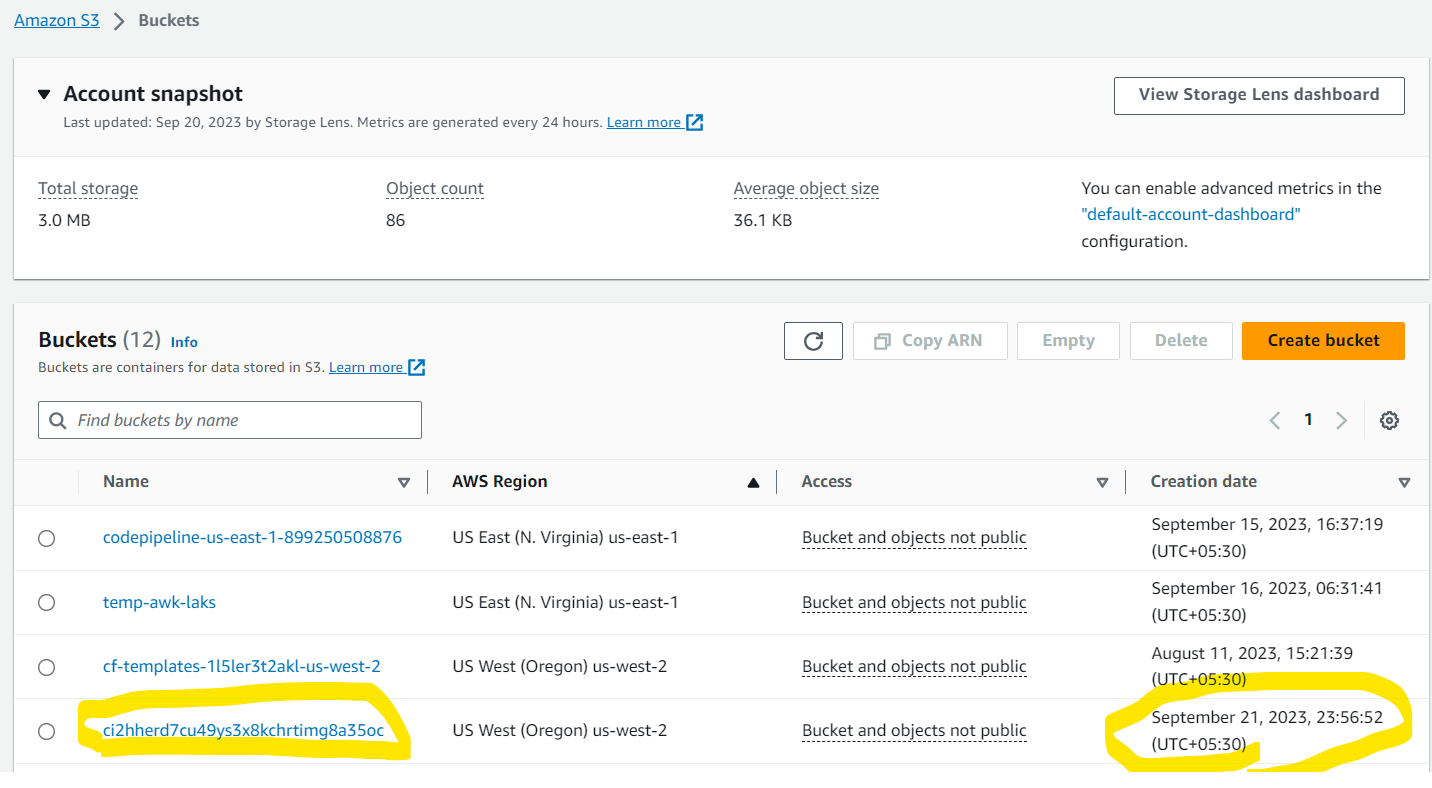 Amazon S3 > Buckets
Account snapshot
View Storage Lens dashboard
Last updated: Sep 20, 2023 by Storage Lens. Metrics are generated every 24 hours. Learn more
Total storage
3.0 MB
Object count
86
Average object size
36.1 KB
You can enable advanced metrics in the
"default-account-dashboard"
configuration.
Buckets (12) Info
Buckets are containers for data stored in S3. Learn more
Copy ARN
Empty
Delete
Create bucket
Find buckets by name
1
Name AWS Region Access Creation date
codepipeline-us-east-1-899250508876 US East (N. Virginia) us-east-1 Bucket and objects not public September 15, 2023, 16:37:19
(UTC+05:30)
temp-awk-laks US East (N. Virginia) us-east-1 Bucket and objects not public September 16, 2023, 06:31:41
(UTC+05:30)
cf-templates-1l5ler3t2akl-us-west-2 US West (Oregon) us-west-2 Bucket and objects not public August 11, 2023, 15:21:39
(UTC+05:30)
ci2hherd7cu49ys3x8kchrtimg8a35oc US West (Oregon) us-west-2 Bucket and objects not public September 21, 2023, 23:56:52
(UTC+05:30)